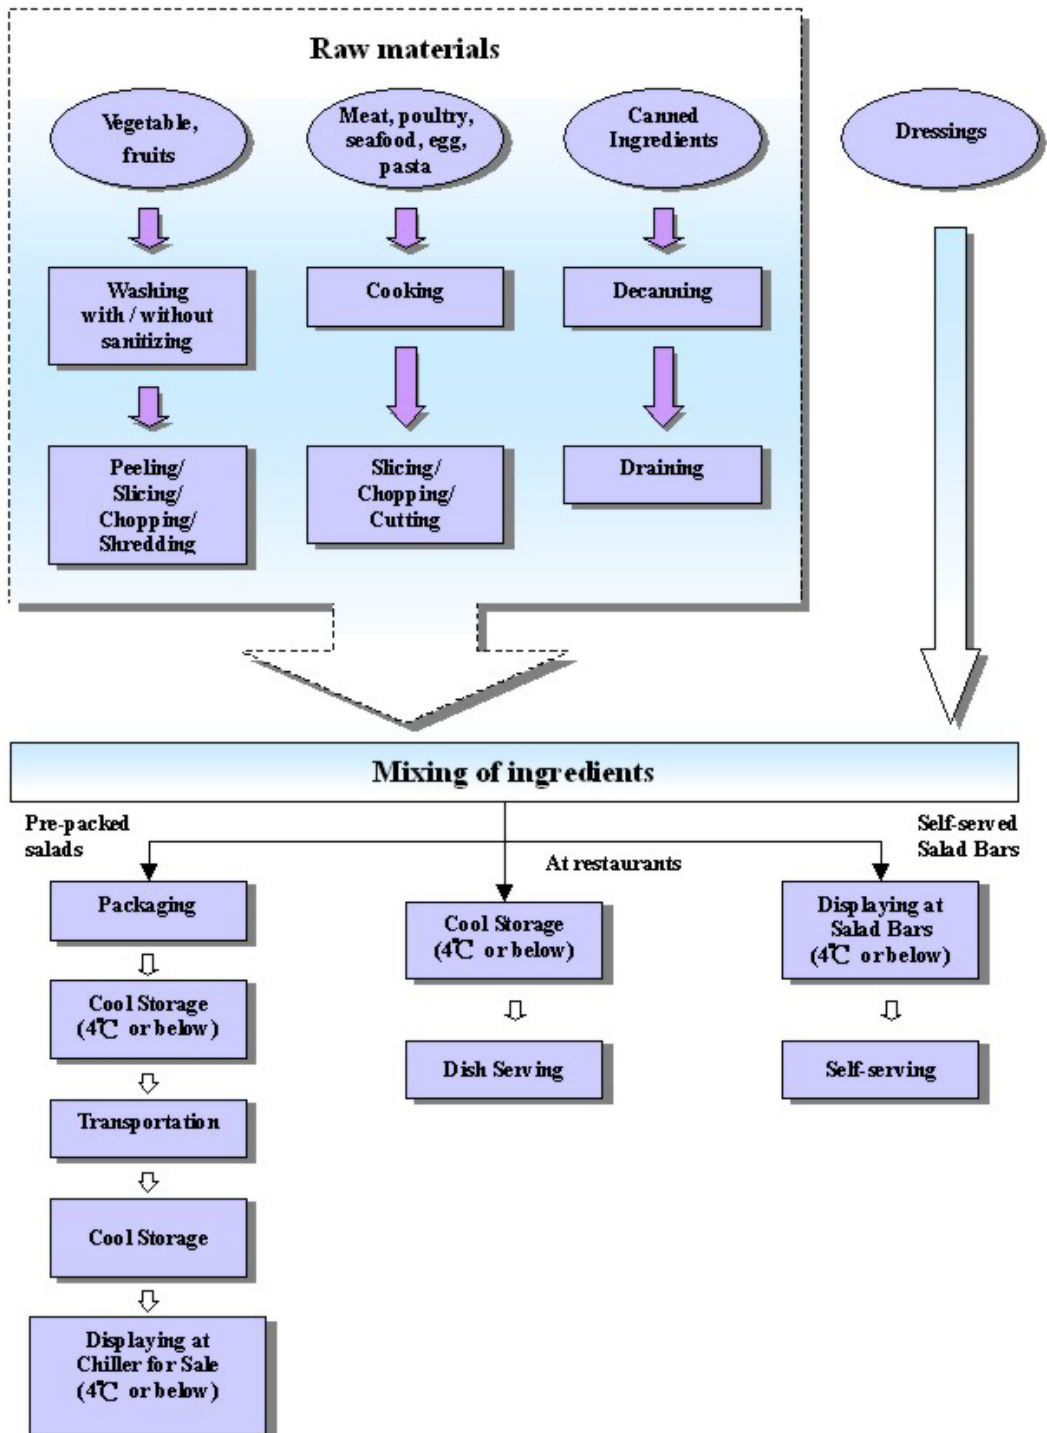 Raw materials
Vegetable,
fruits
Meat, poultry,
seafood, egg,
pasta
Canned
Ingredients
Dressings
Washing
with / without
sanitizing
Cooking
Decanning
Peeling/
Slicing/
Chopping/
Shredding
Slicing/
Chopping/
Cutting
Draining
Mixing of ingredients
Pre-packed
salads
At restaurants
Self-served
Salad Bars
Packaging
Cool Storage
(4℃ or below)
Transportation
Cool Storage
Displaying at
Chiller for Sale
(4℃ or below)
Cool Storage
(4℃ or below)
Dish Serving
Displaying at
Salad Bars
(4℃ or below)
Self-serving